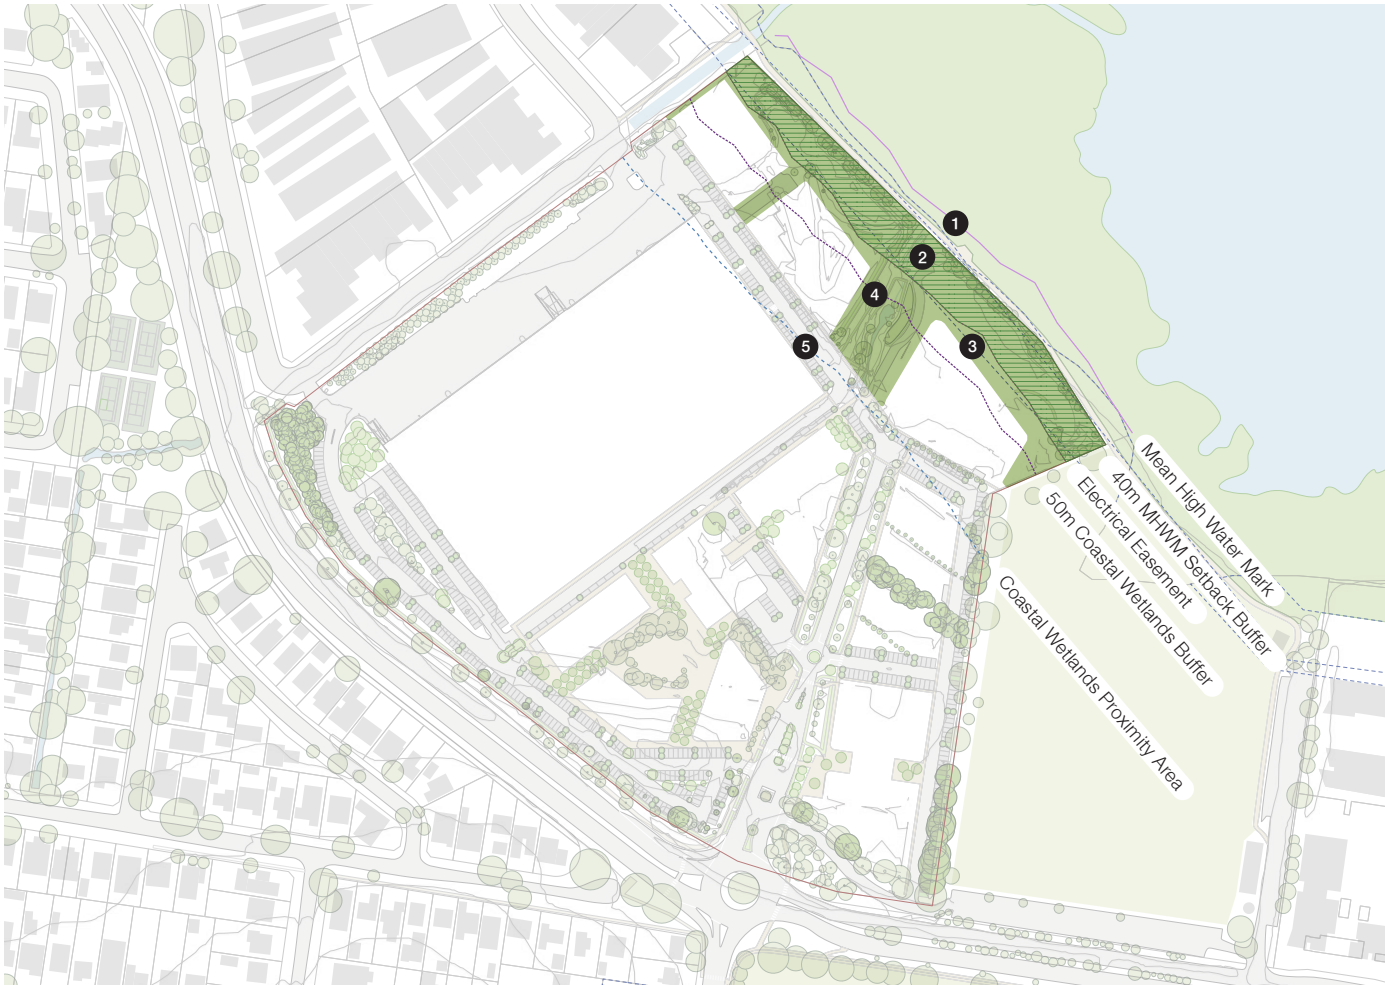 1
2
4
3
5
Mean High Water Mark
40m MHWM Setback Buffer
Electrical Easement
50m Coastal Wetlands Buffer
Coastal Wetlands Proximity Area